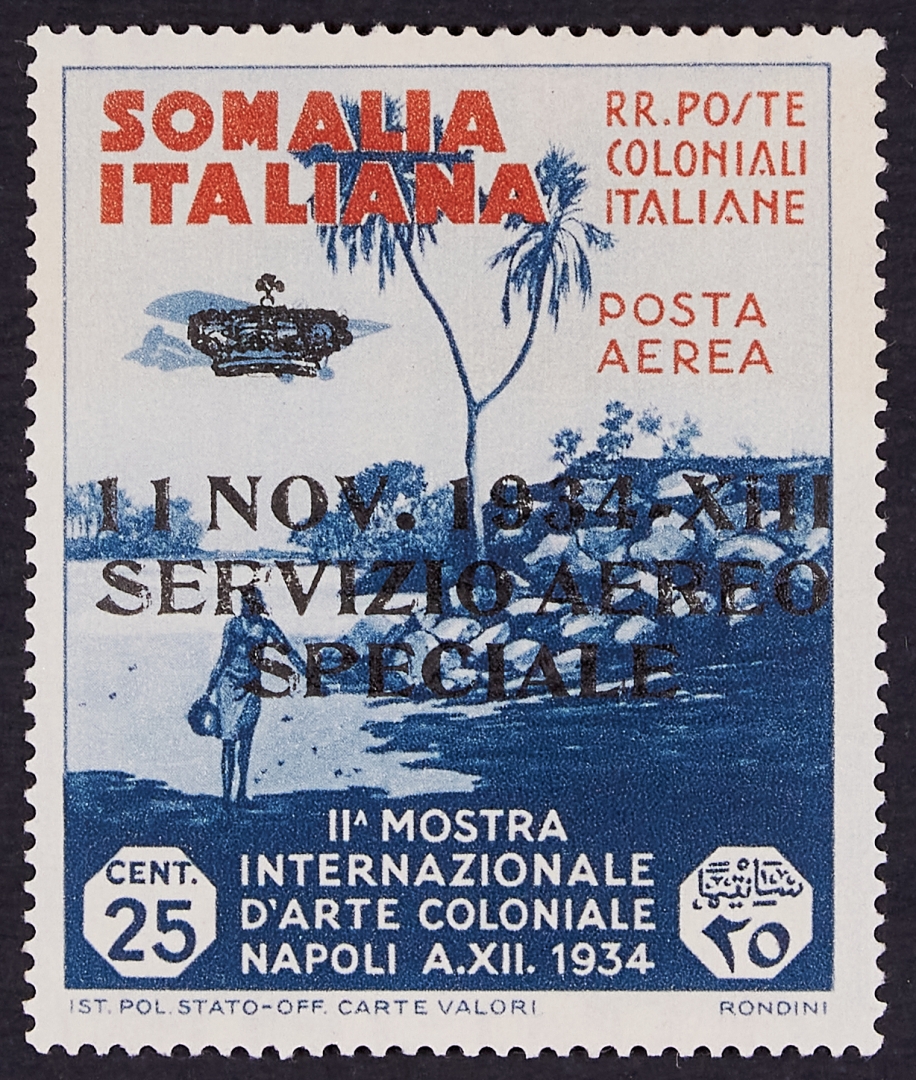 SOMALIA
ITALIANA
RR. POSTE
COLONIALI
ITALIANE
POSTA
AEREA
11 NOV. 1934-XIII
SERVIZIO AEREO
SPECIALE
IIᴬ MOSTRA
INTERNAZIONALE
D'ARTE COLONIALE
NAPOLI A.XII. 1934
CENT.
25
٢٥
IST. POL. STATO-OFF. CARTE VALORI
RONDINI